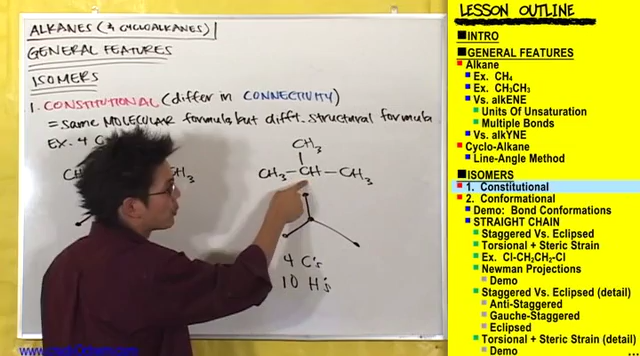 ALKANES (& CYCLOALKANES)
GENERAL FEATURES
ISOMERS
1. CONSTITUTIONAL (differ in CONNECTIVITY)
= same MOLECULAR formula but diff't. structural formula
EX. 4 C
CH₃
CH CH₃
CH₃—CH—CH₃
4 C's
10 H's
LESSON OUTLINE
INTRO
GENERAL FEATURES
Alkane
Ex. CH4
Ex. CH3CH3
Vs. alkENE
Units Of Unsaturation
Multiple Bonds
Vs. alkYNE
Cyclo-Alkane
Line-Angle Method
ISOMERS
1. Constitutional
2. Conformational
Demo: Bond Conformations
STRAIGHT CHAIN
Staggered Vs. Eclipsed
Torsional + Steric Strain
Ex. Cl-CH2CH2-Cl
Newman Projections
Demo
Staggered Vs. Eclipsed (detail)
Anti-Staggered
Gauche-Staggered
Eclipsed
Torsional + Steric Strain (detail)
Demo
...